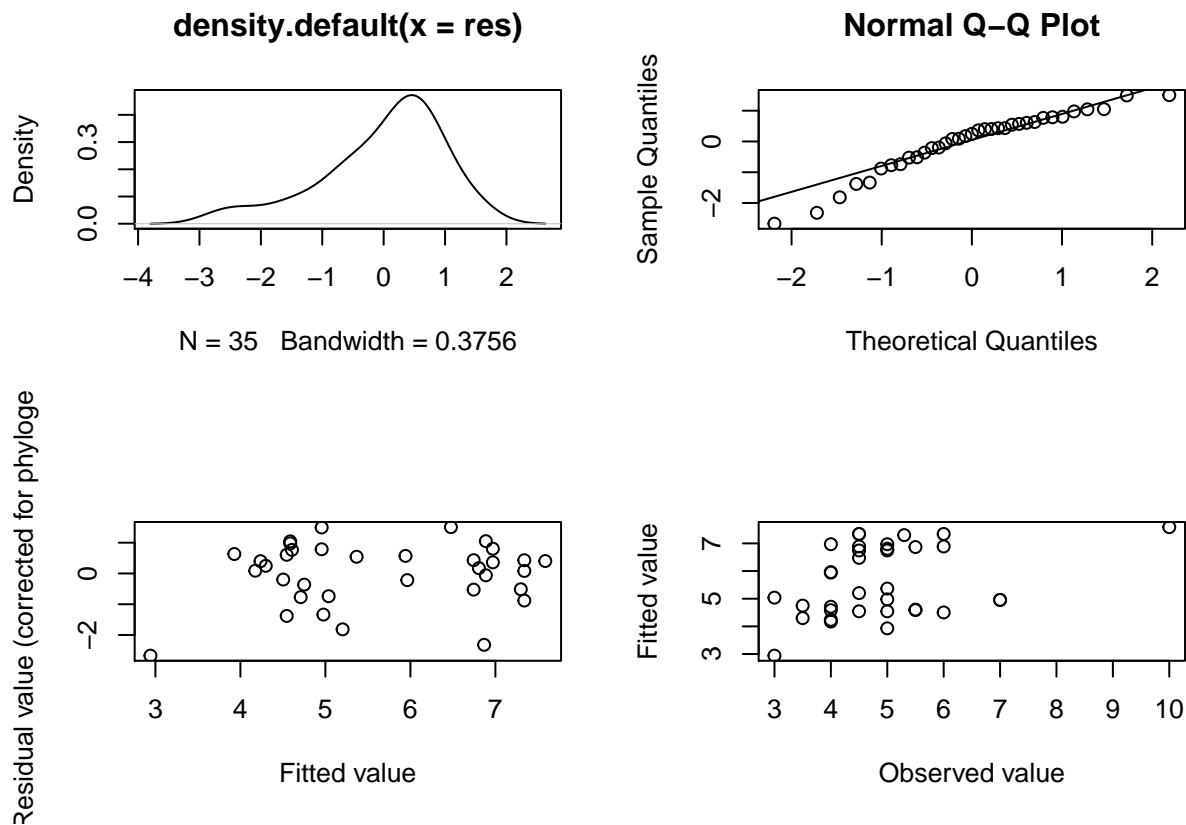 density.default(x = res)
Density
0.0
0.3
−4 −3 −2 −1 0 1 2
N = 35 Bandwidth = 0.3756
Normal Q−Q Plot
Sample Quantiles
−2
0
−2 −1 0 1 2
Theoretical Quantiles
Residual value (corrected for phyloge
−2
0
3 4 5 6 7
Fitted value
Fitted value
3
5
7
3 4 5 6 7 8 9 10
Observed value